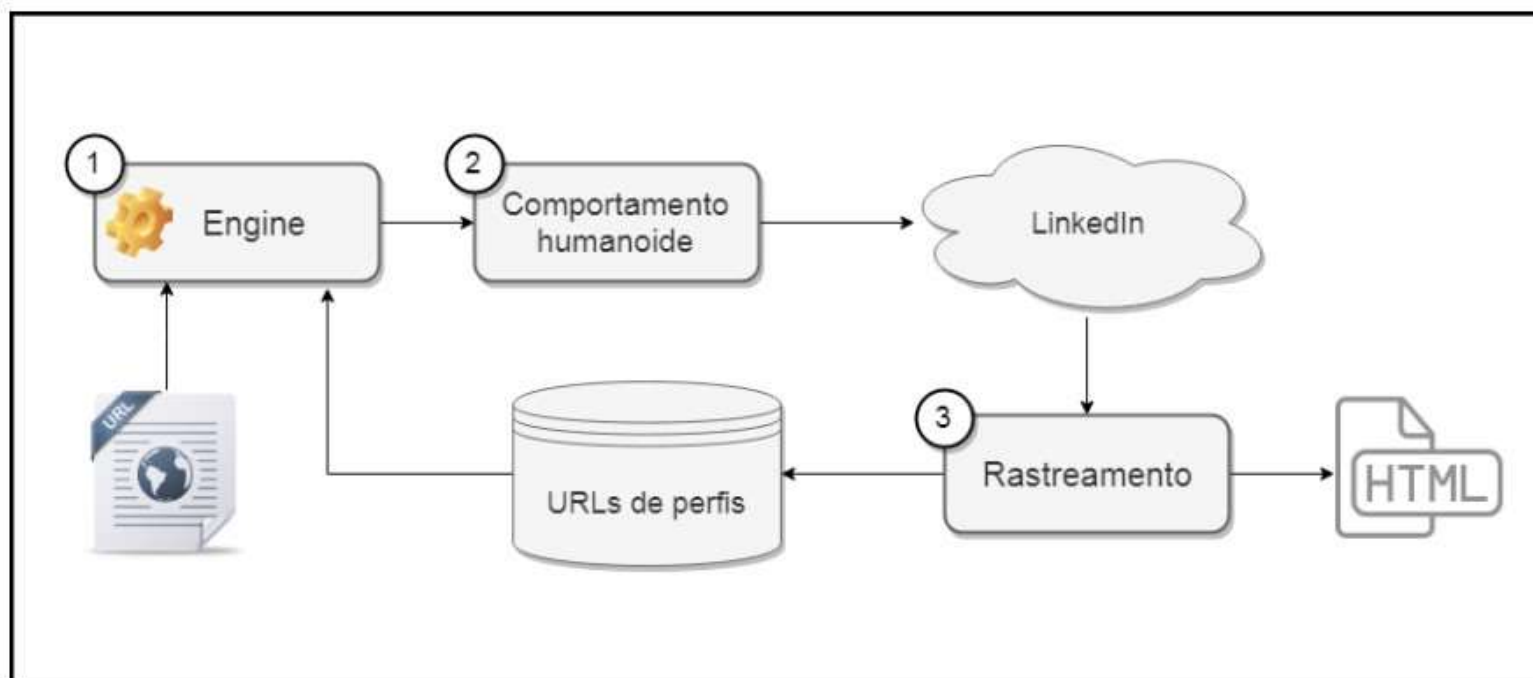 1
Engine
2
Comportamento
humanoide
LinkedIn
URL
URLs de perfis
3
Rastreamento
HTML